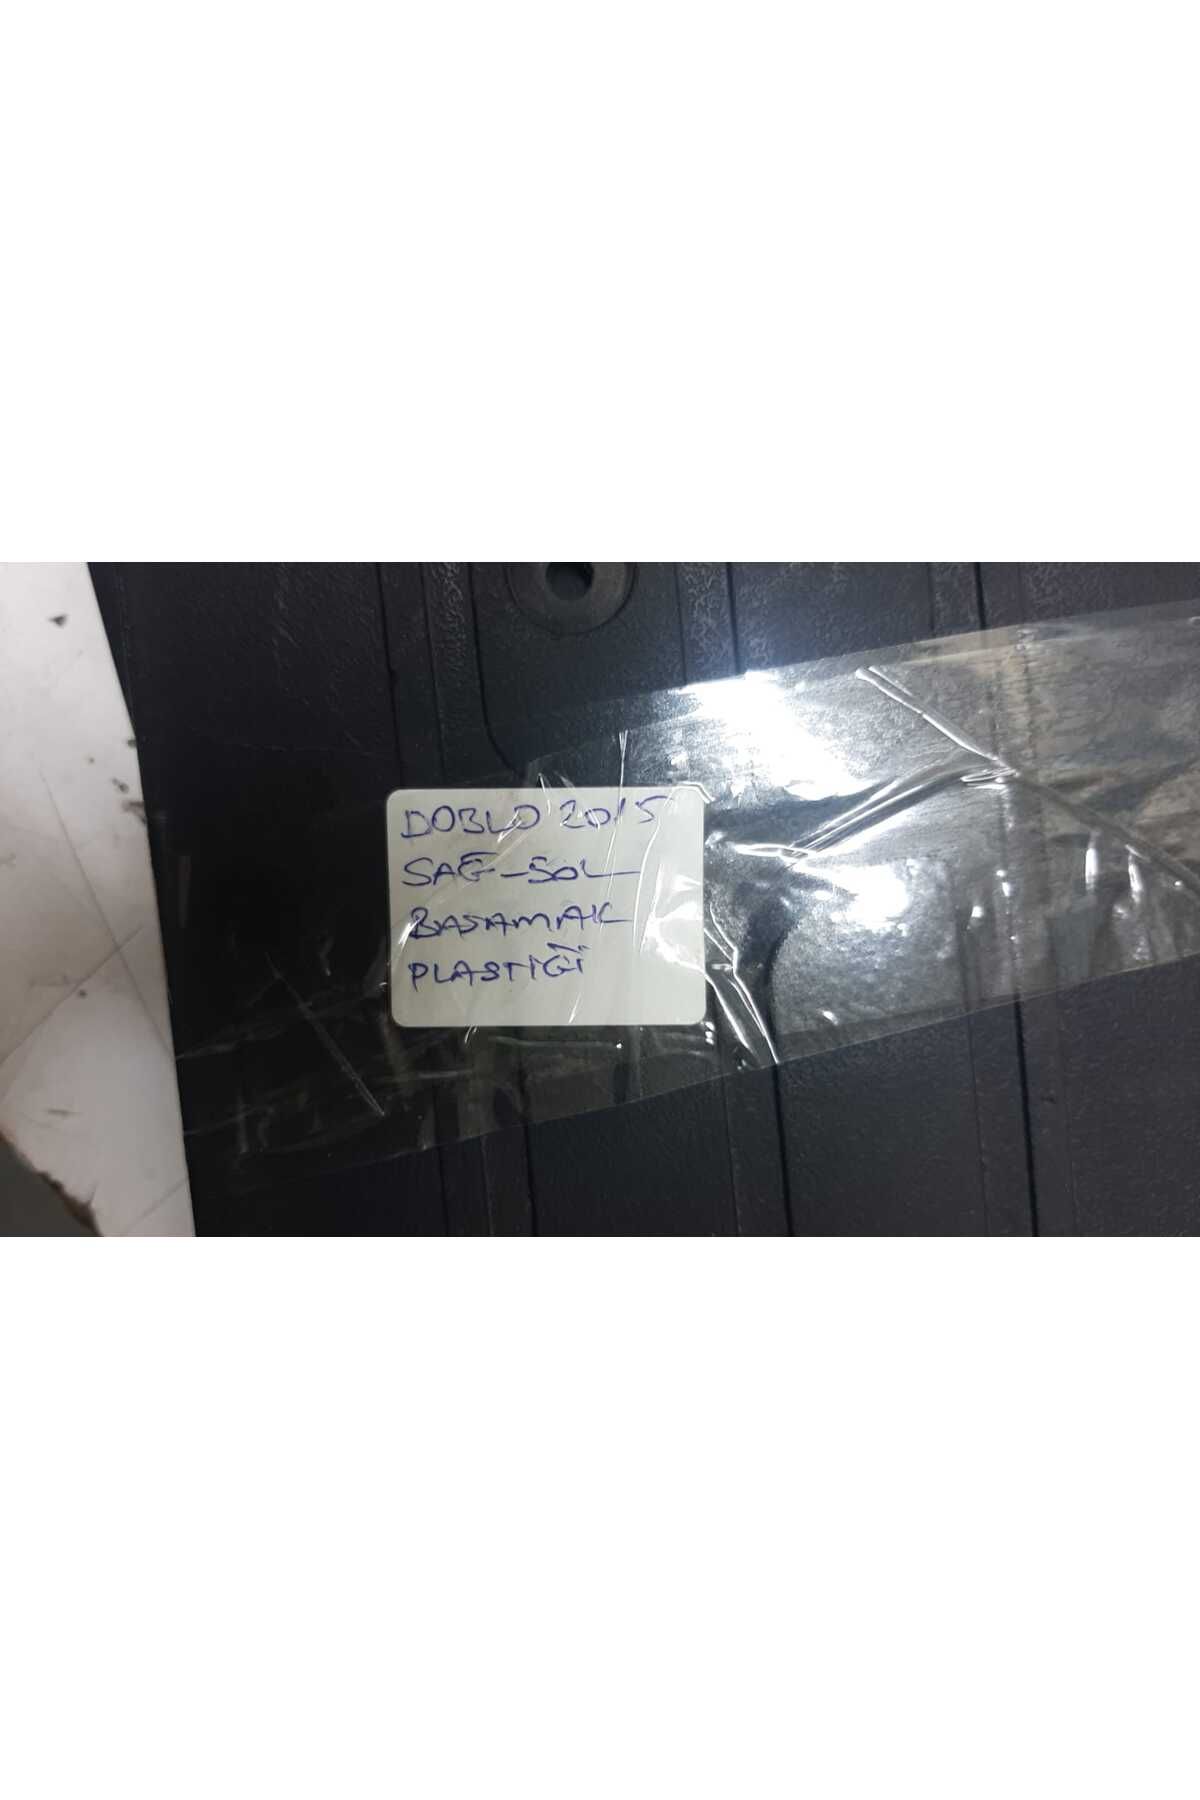 DOBLO 2015
SAĞ-SOL
BASAMAK
PLASTİĞİ